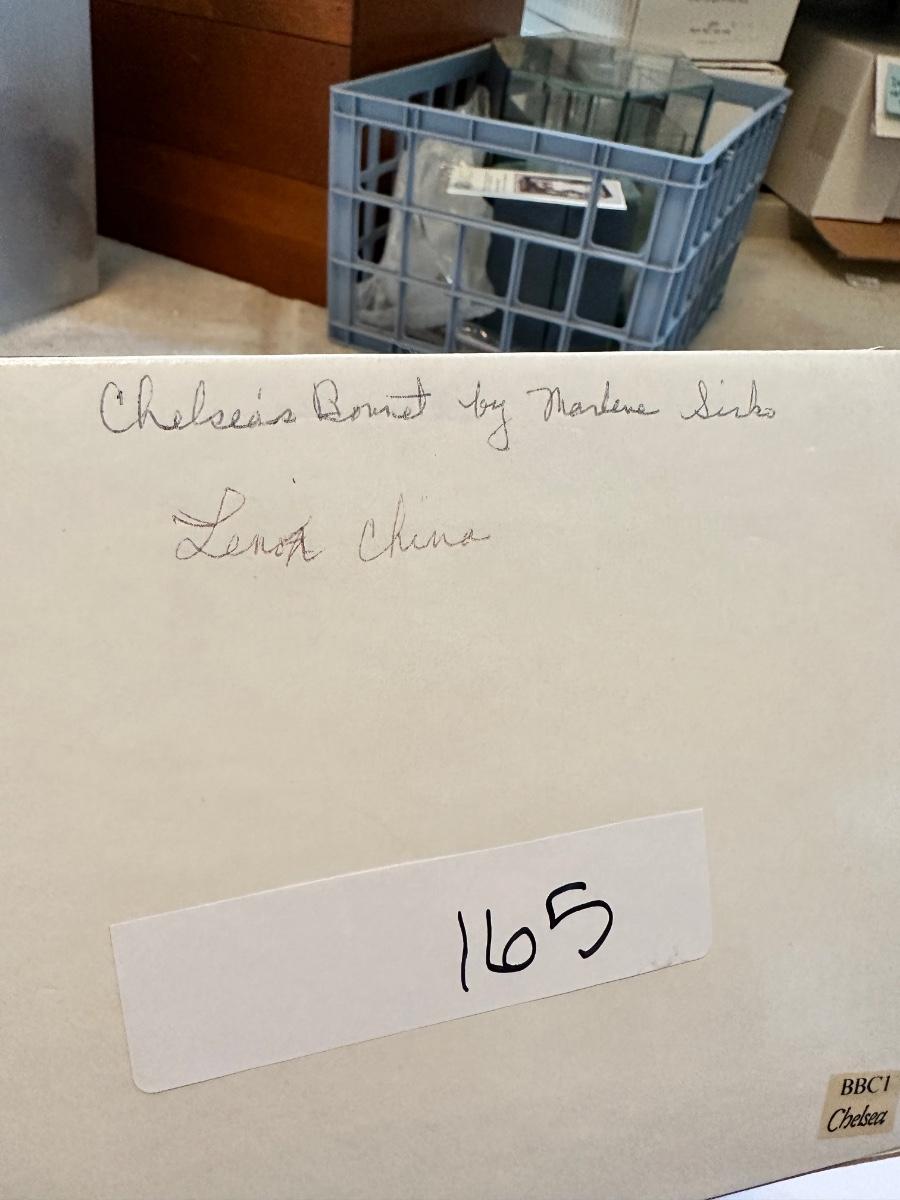 Chelsea's Bonnet by Marlene Sirko
Lenox China
165
BBC1
Chelsea